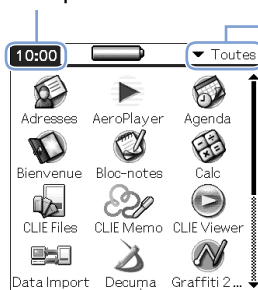 10:00 Toutes
Adresses AeroPlayer Agenda
Bienvenue Bloc-notes Calc
CLIE Files CLIE Memo CLIE Viewer
Data Import Decuma Graffiti 2...